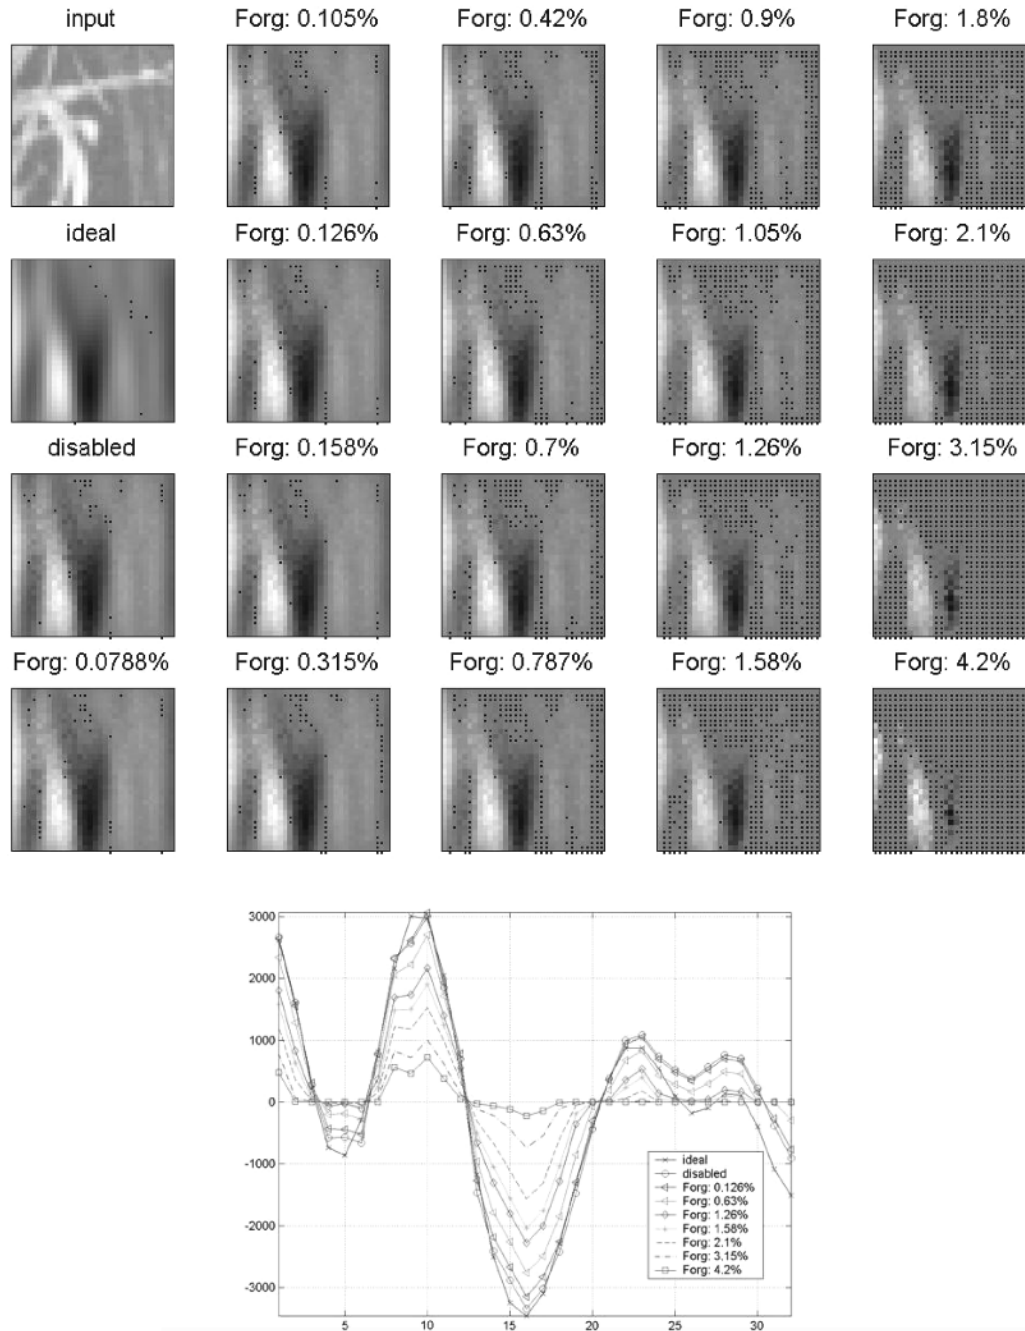 input Forg: 0.105% Forg: 0.42% Forg: 0.9% Forg: 1.8%
ideal Forg: 0.126% Forg: 0.63% Forg: 1.05% Forg: 2.1%
disabled Forg: 0.158% Forg: 0.7% Forg: 1.26% Forg: 3.15%
Forg: 0.0788% Forg: 0.315% Forg: 0.787% Forg: 1.58% Forg: 4.2%
3000
2000
1000
0
-1000
-2000
-3000
ideal
disabled
Forg: 0.126%
Forg: 0.63%
Forg: 1.26%
Forg: 1.58%
Forg: 2.1%
Forg: 3.15%
Forg: 4.2%
5 10 15 20 25 30